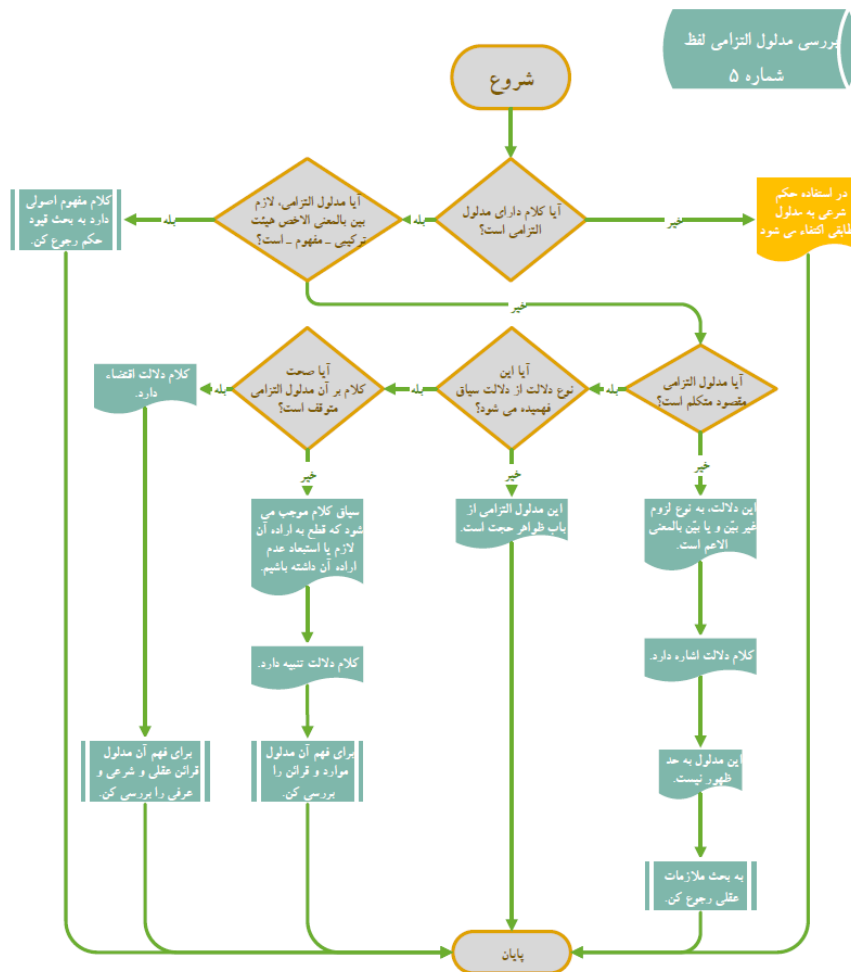 بررسی مدلول التزامی لفظ
شماره ۵
شروع
آیا کلام دارای مدلول
التزامی است؟
خیر
در استفاده حکم
شرعی به مدلول
مطابقی اکتفاء می شود
بله
آیا مدلول التزامی، لازم
بین بالمعنی الاخص هیئت
ترکیبی ـ مفهوم ـ است؟
بله
کلام مفهوم اصولی
دارد به بحث قیود
حکم رجوع کن.
خیر
آیا مدلول التزامی
مقصود متکلم است؟
بله
آیا این
نوع دلالت از دلالت سیاق
فهمیده می شود؟
بله
آیا صحت
کلام بر آن مدلول التزامی
متوقف است؟
بله
کلام دلالت اقتضاء
دارد.
خیر
این دلالت، به نوع لزوم
غیر بیّن و یا بیّن بالمعنی
الاعم است.
خیر
این مدلول التزامی از
باب ظواهر حجت است.
خیر
سیاق کلام موجب می
شود که قطع به اراده آن
لازم یا استبعاد عدم
اراده آن داشته باشیم.
کلام دلالت اشاره دارد.
کلام دلالت تنبیه دارد.
این مدلول به حد
ظهور نیست.
برای فهم آن مدلول
موارد و قرائن را
بررسی کن.
برای فهم آن مدلول
قرائن عقلی و شرعی و
عرفی را بررسی کن.
به بحث ملازمات
عقلی رجوع کن.
پایان